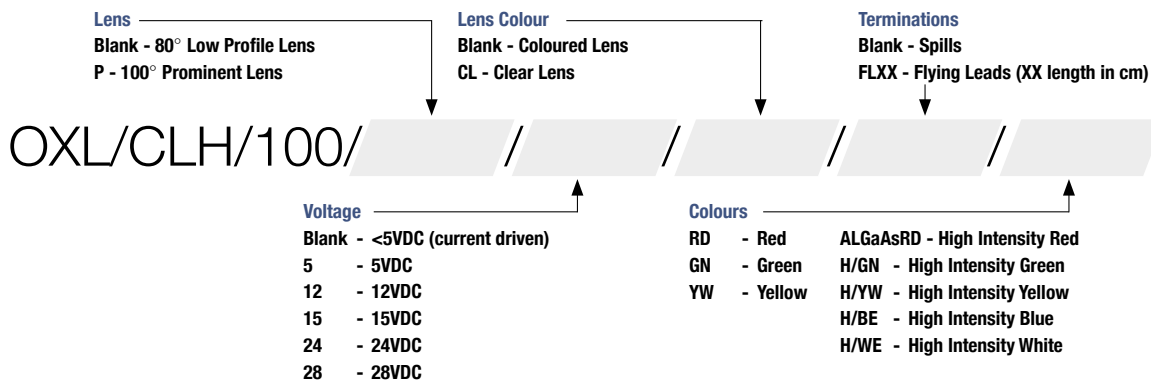 Lens
Blank - 80° Low Profile Lens
P - 100° Prominent Lens
Lens Colour
Blank - Coloured Lens
CL - Clear Lens
Terminations
Blank - Spills
FLXX - Flying Leads (XX length in cm)
OXL/CLH/100/ / / / /
Voltage
Blank - <5VDC (current driven)
5 - 5VDC
12 - 12VDC
15 - 15VDC
24 - 24VDC
28 - 28VDC
Colours
RD - Red
GN - Green
YW - Yellow
ALGaAsRD - High Intensity Red
H/GN - High Intensity Green
H/YW - High Intensity Yellow
H/BE - High Intensity Blue
H/WE - High Intensity White